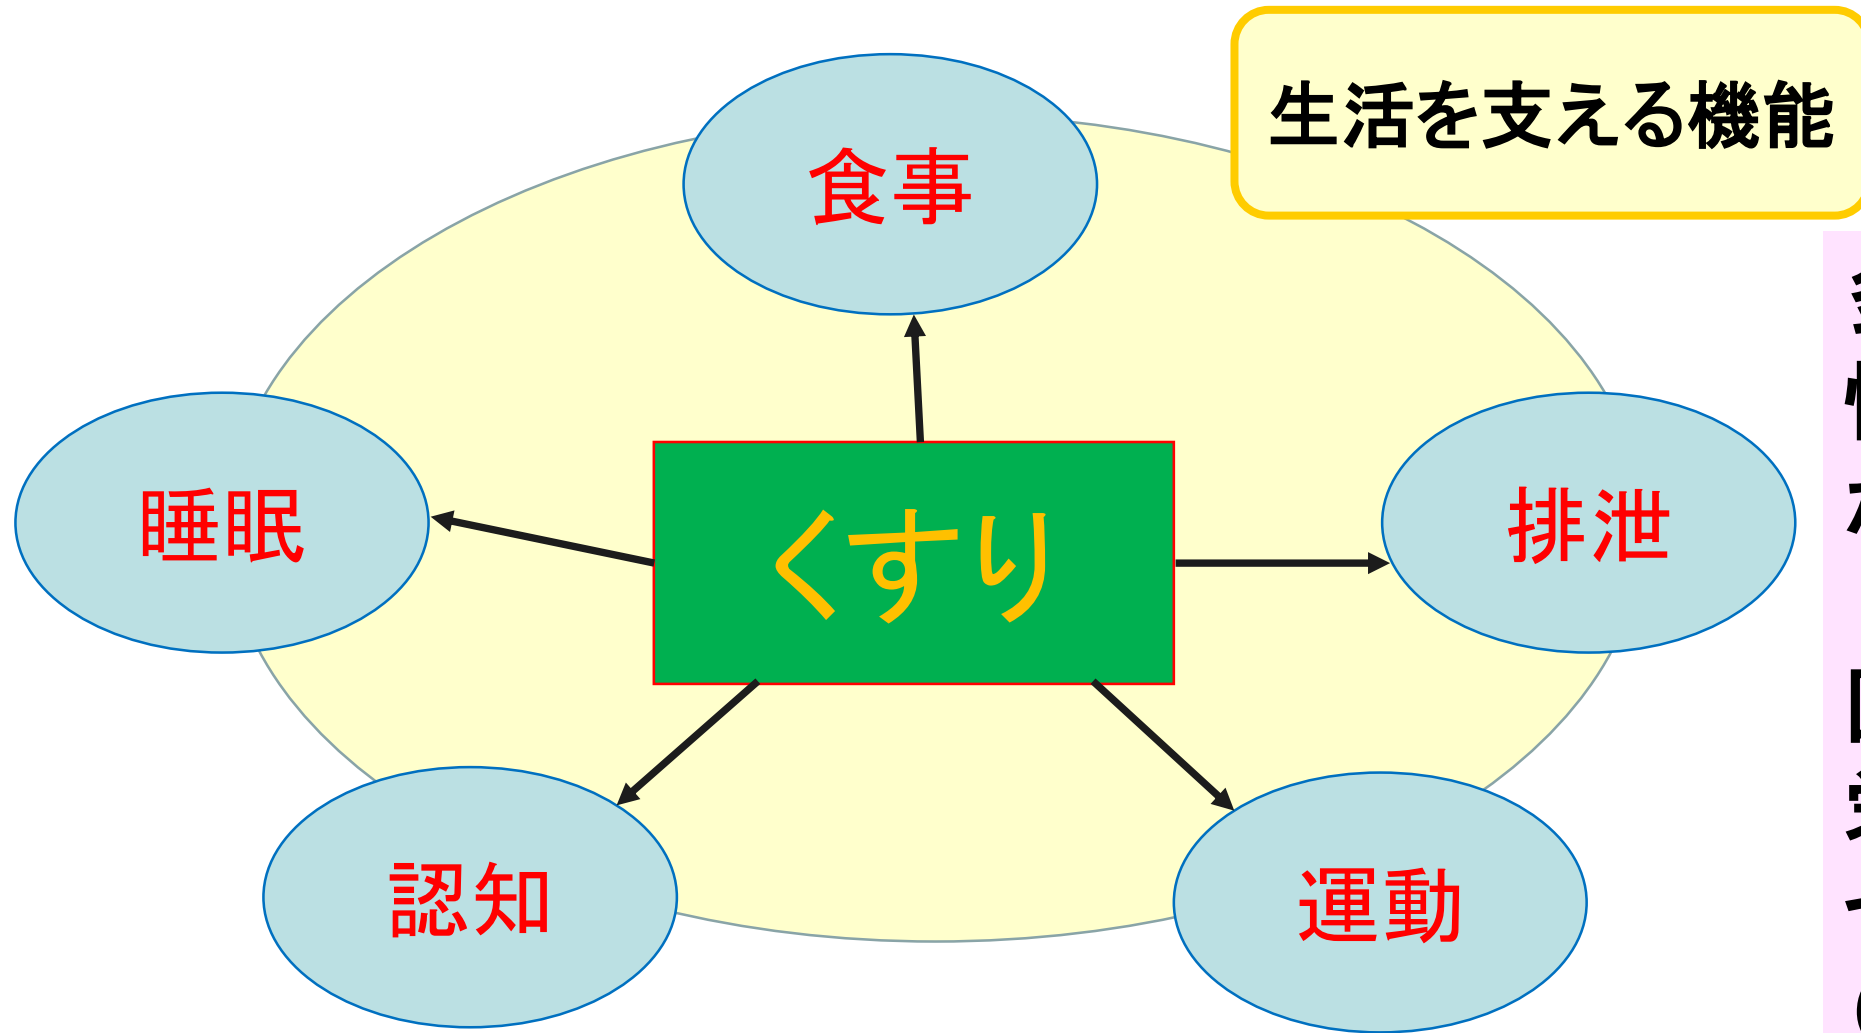 生活を支える機能
食事
睡眠
くすり
排泄
認知
運動